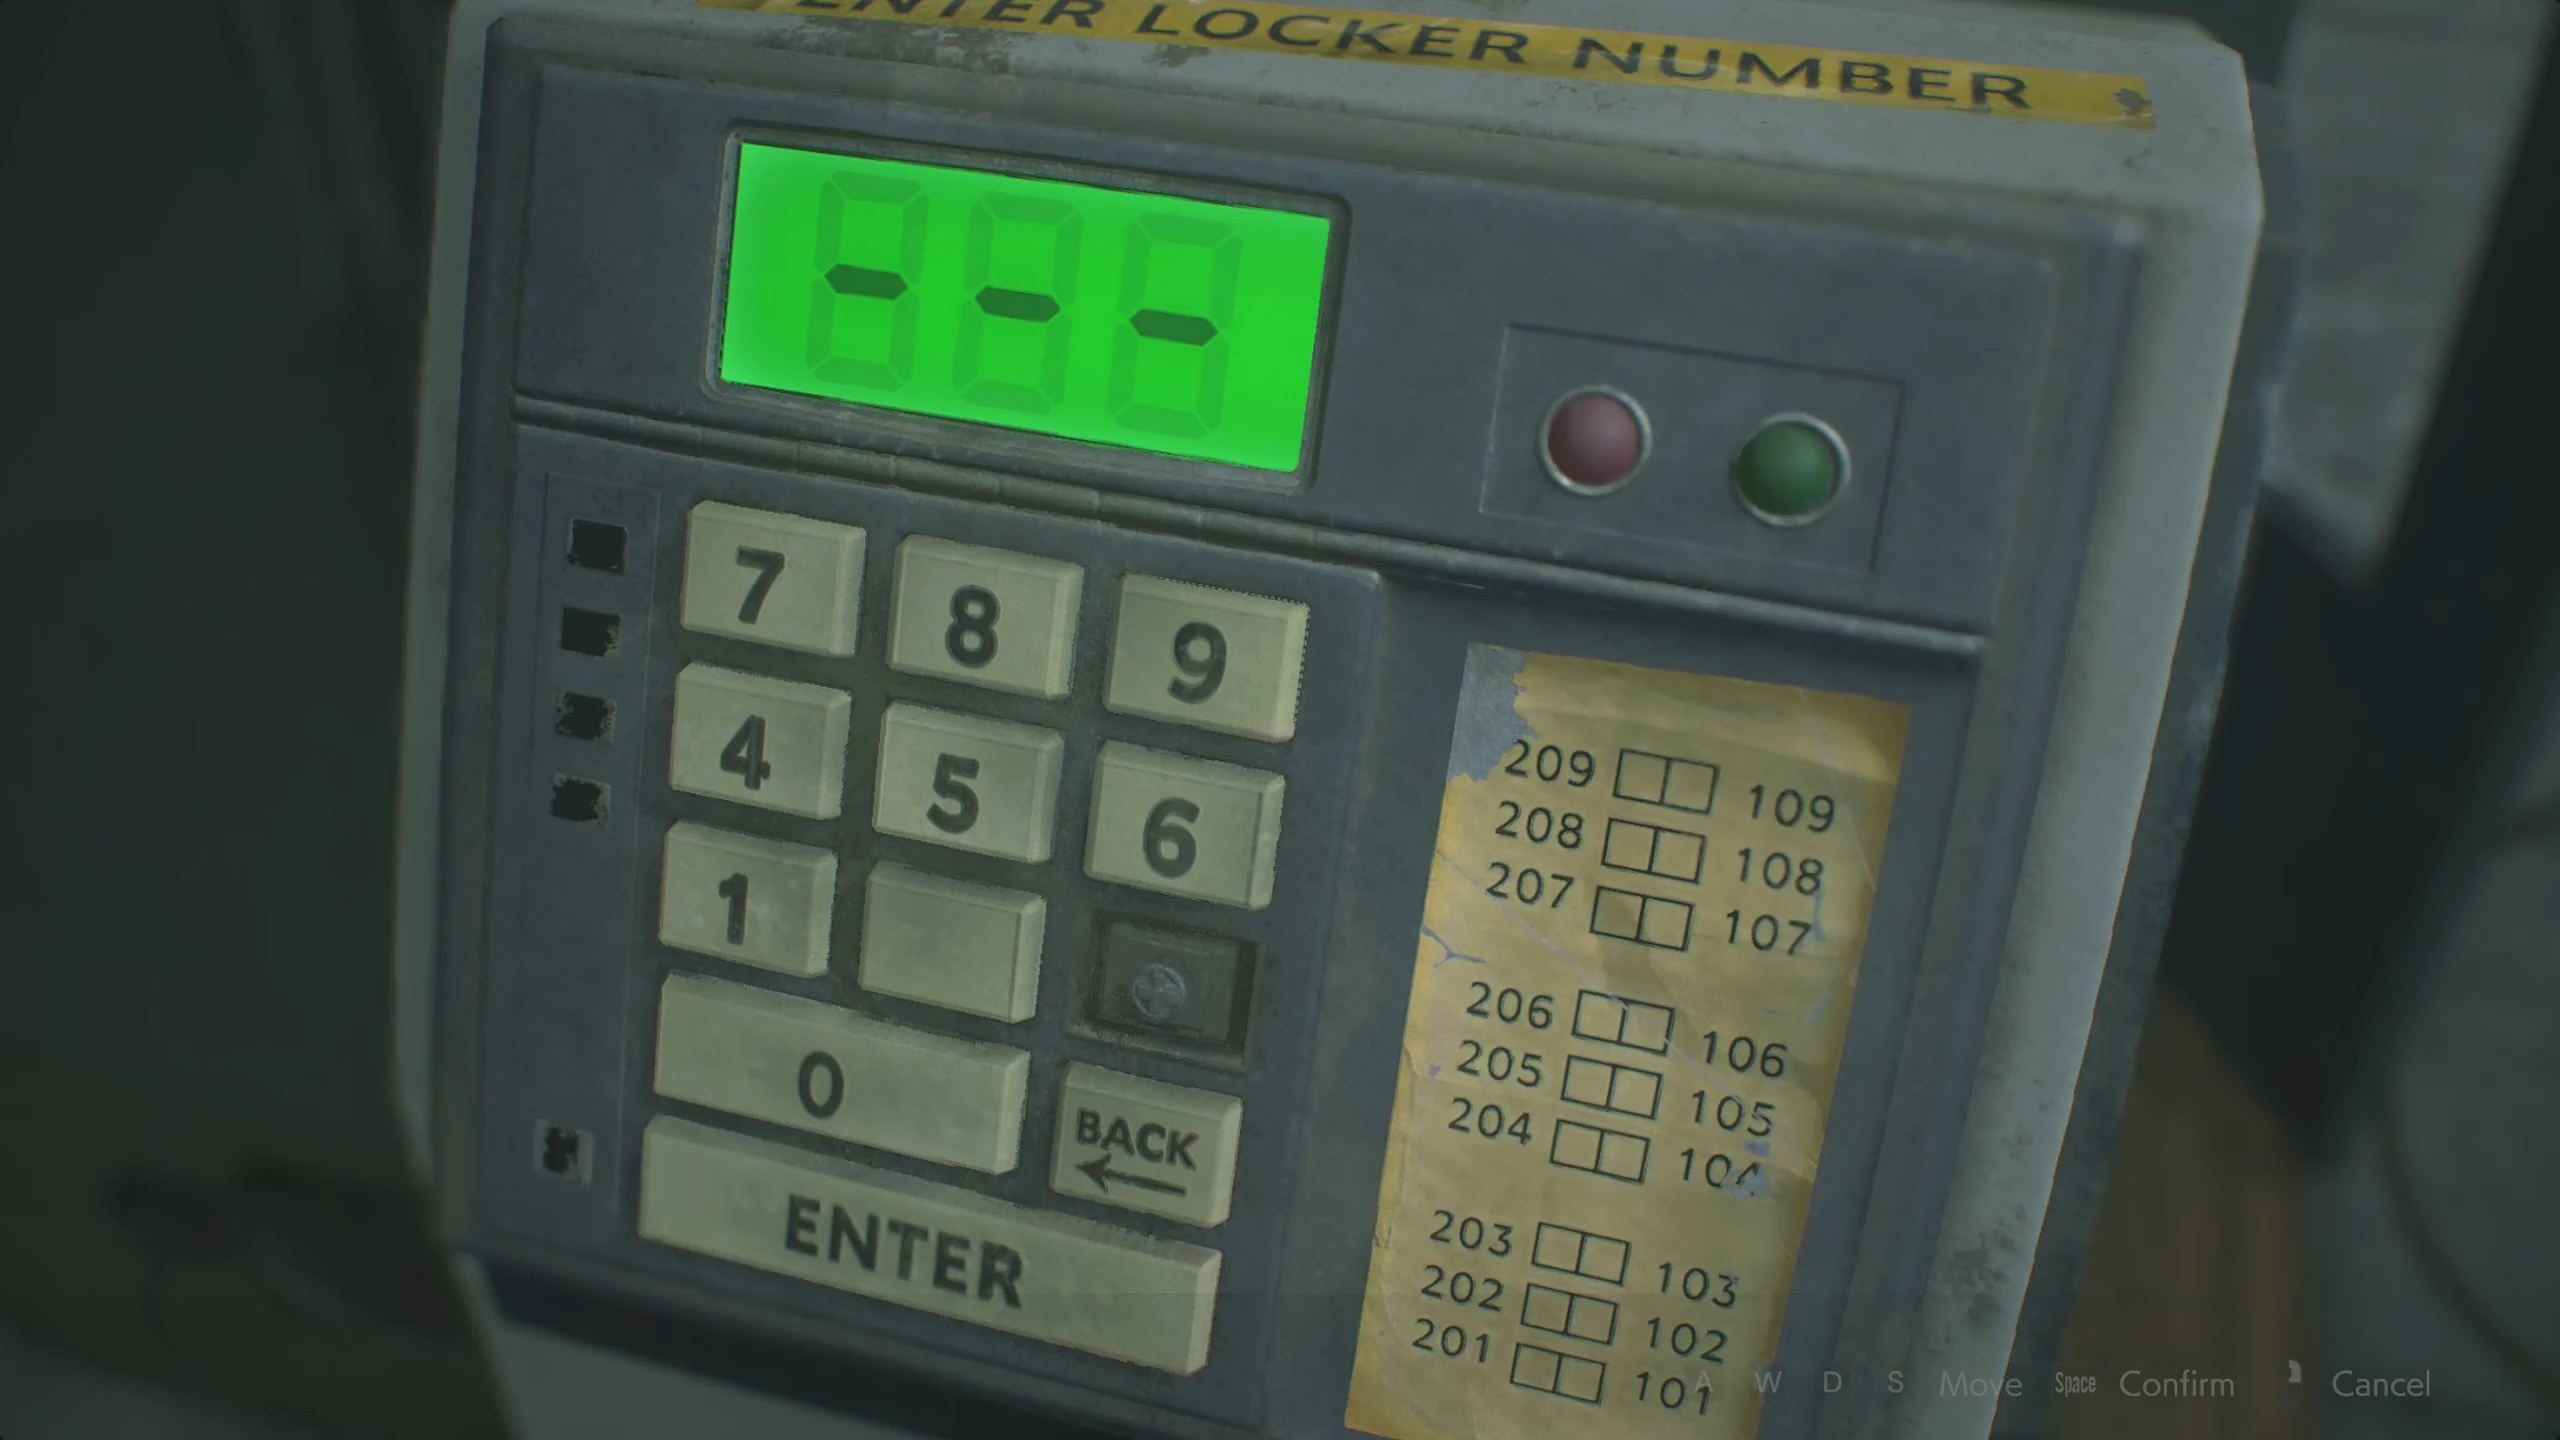 ENTER LOCKER NUMBER
7 8 9
4 5 6
1
0
BACK
ENTER
209 109
208 108
207 107
206 106
205 105
204 104
203 103
202 102
201 101
A W D S Move Space Confirm Cancel